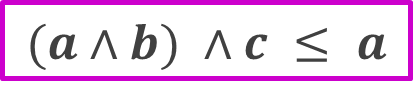 (a ∧ b) ∧ c ≤ a